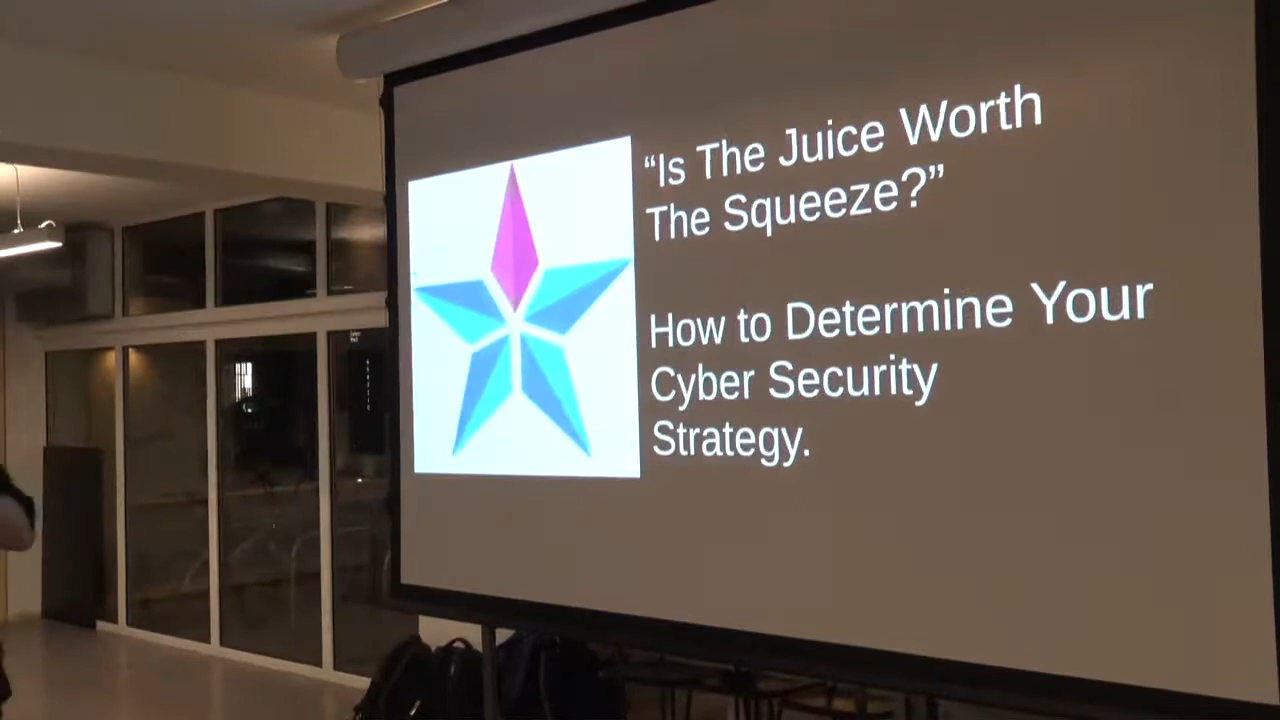 “Is The Juice Worth
The Squeeze?”
How to Determine Your
Cyber Security
Strategy.